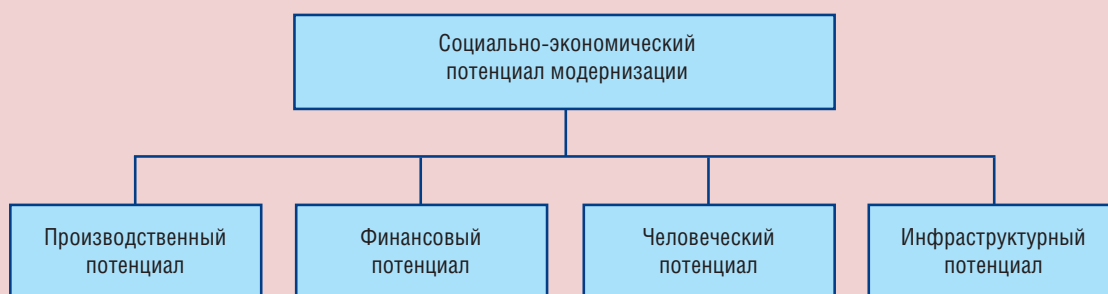 Социально-экономический
потенциал модернизации
Производственный
потенциал
Финансовый
потенциал
Человеческий
потенциал
Инфраструктурный
потенциал